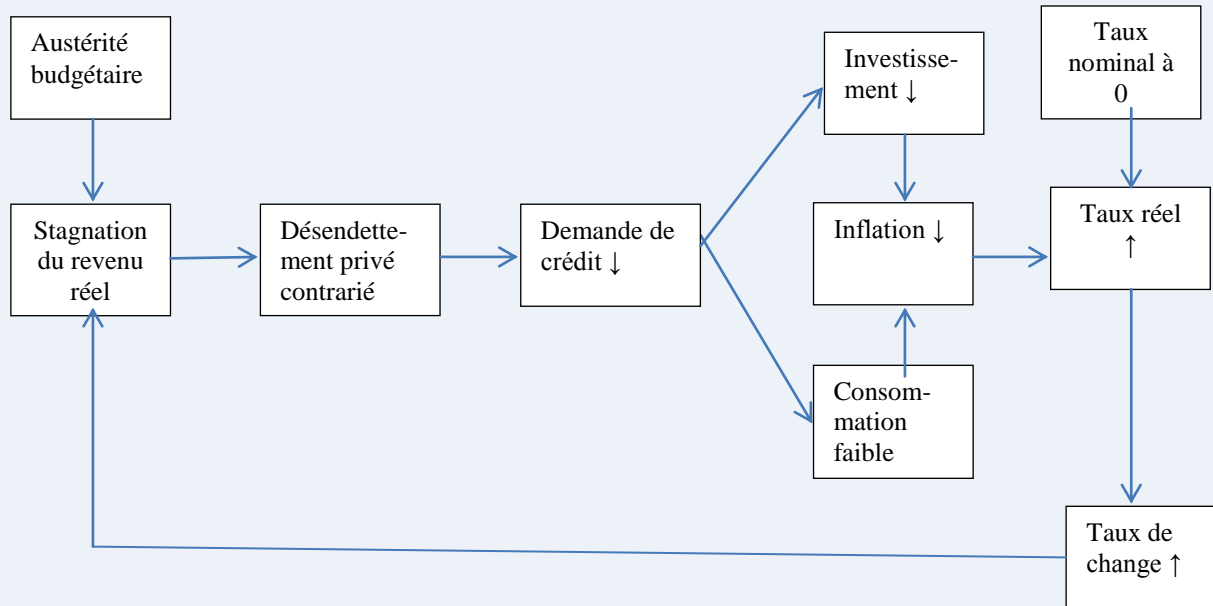 Austérité
budgétaire
Investisse-
ment ↓
Taux
nominal à
0
Stagnation
du revenu
réel
Désendette-
ment privé
contrarié
Demande de
crédit ↓
Inflation ↓
Taux réel
↑
Consom-
mation
faible
Taux de
change ↑